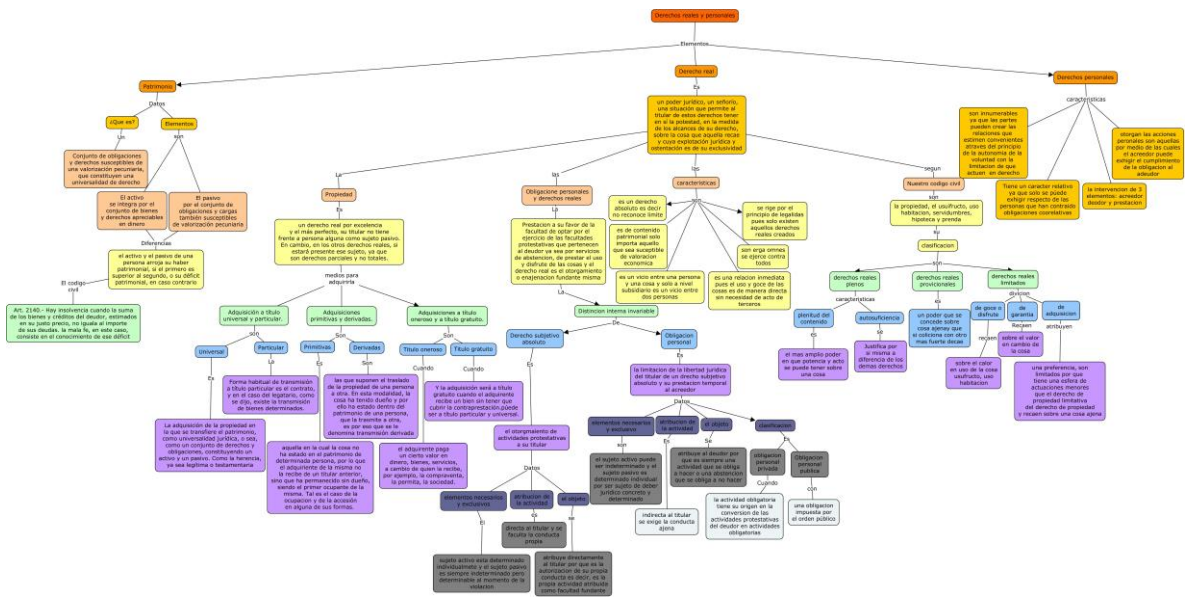 Derechos reales y personales
Elementos
Patrimonio
Datos
¿Que es?
Un
Conjunto de obligaciones
y derechos susceptibles de
una valorización pecuniaria,
que constituyen una
universalidad de derecho
Elementos
son
El activo
se integra por el
conjunto de bienes
y derechos apreciables
en dinero
El pasivo
por el conjunto de
obligaciones y cargas
también susceptibles
de valorización pecuniaria
Diferencias
el activo y el pasivo de una
persona arroja su haber
patrimonial, si el primero es
superior al segundo, o su déficit
patrimonial, en caso contrario
El codigo
civil
Art. 2140.- Hay insolvencia cuando la suma
de los bienes y créditos del deudor, estimados
en su justo precio, no iguala al importe
de sus deudas. la mala fe, en este caso,
consiste en el conocimiento de ese déficit
Derecho real
Es
un poder jurídico, un señorío,
una situación que permite al
titular de estos derechos tener
en sí la potestad, en la medida
de los alcances de su derecho,
sobre la cosa que aquella recae
y cuya explotación jurídica y
ostentación es de su exclusividad
La
Propiedad
Es
un derecho real por excelencia
y el más perfecto, su titular no tiene
frente a persona alguna como sujeto pasivo.
En cambio, en los otros derechos reales, si
estará presente ese sujeto, ya que
son derechos parciales y no totales.
medios para
adquirirla
Adquisición a título
universal y particular.
son
Universal
Es
La adquisición de la propiedad en
la que se transfiere el patrimonio,
como universalidad jurídica, o sea,
como un conjunto de derechos y
obligaciones, constituyendo un
activo y un pasivo. Como la herencia,
ya sea legítima o testamentaria
Particular
La
Forma habitual de transmisión
a título particular es el contrato,
y en el caso del legatario, como
se dijo, existe la transmisión
de bienes determinados.
Adquisiciones
primitivas y derivadas.
Son
Primitivas
Es
aquella en la cual la cosa no
ha estado en el patrimonio de
determinada persona, por lo que
el adquirente de la misma no
la recibe de un titular anterior,
sino que ha permanecido sin dueño,
siendo el primer ocupante de la
misma. Tal es el caso de la
ocupacion y de la accesión
en alguna de sus formas.
Derivadas
Son
las que suponen el traslado
de la propiedad de una persona
a otra. En esta modalidad, la
cosa ha tenido dueño y por
ello ha estado dentro del
patrimonio de una persona,
que la trasmite a otra,
es por eso que se le
denomina transmisión derivada
Adquisiciones a título
oneroso y a título gratuito.
Son
Titulo oneroso
Cuando
el adquirente paga
un cierto valor en
dinero, bienes, servicios,
a cambio de quien la recibe,
por ejemplo, la compraventa,
la permita, la sociedad.
Título gratuito
Cuando
Y la adquisición será a título
gratuito cuando el adquirente
recibe un bien sin tener que
cubrir la contraprestación.púede
ser a título particular y universal.
las
Obligacione personales
y derechos reales
La
Prestacion a su favor de la
facultad de optar por el
ejercicio de las facultades
protestativas que pertenecen
el deudor ya sea por servicios
de abstencion, de prestar el uso
y disfrute de las cosas y el
derecho real es el otorgamiento
o enajenacion fundante misma
La
Distincion interna invariable
De
Derecho subjetivo
absoluto
Es
el otorgmaiento de
actividades protestativas
a su titular
Datos
elementos necesarios
y exclusivos
El
sujeto activo esta determinado
individualmete y el sujeto pasivo
es siempre indeterminado pero
determinable al momento de la
violacion
atribucion de
la actividad
es
directa al titular y se
faculta la conducta
propia
el objeto
se
atribuye directamente
al titular por que es la
autorizacion de su propia
conducta es decir, es la
propia actividad atribuida
como facultad fundante
Obligacion
personal
Es
la limitacion de la libertad juridica
del titular de un drecho subjetivo
absoluto y su prestacion temporal
al acreedor
Datos
elementos necesarios
y exlusuvo
son
el sujeto activo puede
ser indeterminado y el
sujeto pasivo es
determinado individual
por ser sujeto de deber
juridico concreto y
determinado
atribucion de
la actividad
Es
indirecta al titular
se exige la conducta
ajena
el objeto
Se
atribuye al deudor por
que es siempre una
actividad que se obliga
a hacer o una abstencion
que se obliga a no hacer
clasificacion
Es
obligacion
personal
privada
Cuando
la actividad obligatoria
tiene su origen en la
conversion de las
actividades protestativas
del deudor en actividades
obligatorias
Obligacion
personal
publica
con
una obligacion
impuesta por
el orden público
las
caracteristicas
son
es un derecho
absoluto es decir
no reconoce limite
es de contenido
patrimonial solo
importa aquello
que sea suceptible
de valoracion
economica
es un vicio entre una persona
y una cosa y solo a nivel
subsidiario es un vicio entre
dos personas
se rige por el
principio de legalidas
pues solo existen
aquellos derechos
reales creados
son erga omnes
se ejerce contra
todos
es una relacion inmediata
pues el uso y goce de las
cosas es de manera directa
sin necesidad de acto de
terceros
segun
Nuestro codigo civil
son
la propiedad, el usufructo, uso
habitacion, servidumbres,
hipoteca y prenda
su
clasificacion
son
derechos reales
plenos
caracteristicas
plenitud del
contenido
es
el mas amplio poder
en que potencia y acto
se puede tener sobre
una cosa
autosuficiencia
se
Justifica por
si misma a
diferencia de los
demas derechos
derechos reales
provicionales
es
un poder que se
concede sobre
cosa ajenay que
si coliciona con otro
mas fuerte decae
derechos reales
limitados
divicion
de goce o
disfrute
recaen
sobre el calor
en uso de la cosa
usufructo, uso
habitacion
de
garantia
Recaen
sobre el valor
en cambio de
la cosa
de
adquisicion
atribuyen
una preferencia, son
limitados por que
tiene una esfera de
actuaciones menores
que el derecho de
propiedad limitativa
del derecho de propiedad
y recaen sobre una cosa ajena
Derechos personales
caracteristicas
son innumerables
ya que las partes
pueden crear las
relaciones que
estimen convenientes
atraves del principio
de la autonomia de la
voluntad con la
limitacion de que
actuen en derecho
Tiene un caracter relativo
ya que solo se púede
exhigir respecto de las
personas que han contraido
obligaciones coorelativas
la intervencion de 3
elementos: acreedor
deodor y prestacion
otorgan las acciones
peronales son aquellas
por medio de las cuales
el acreedor puede
exhigir el cumplimiento
de la obligacion al
adeudor